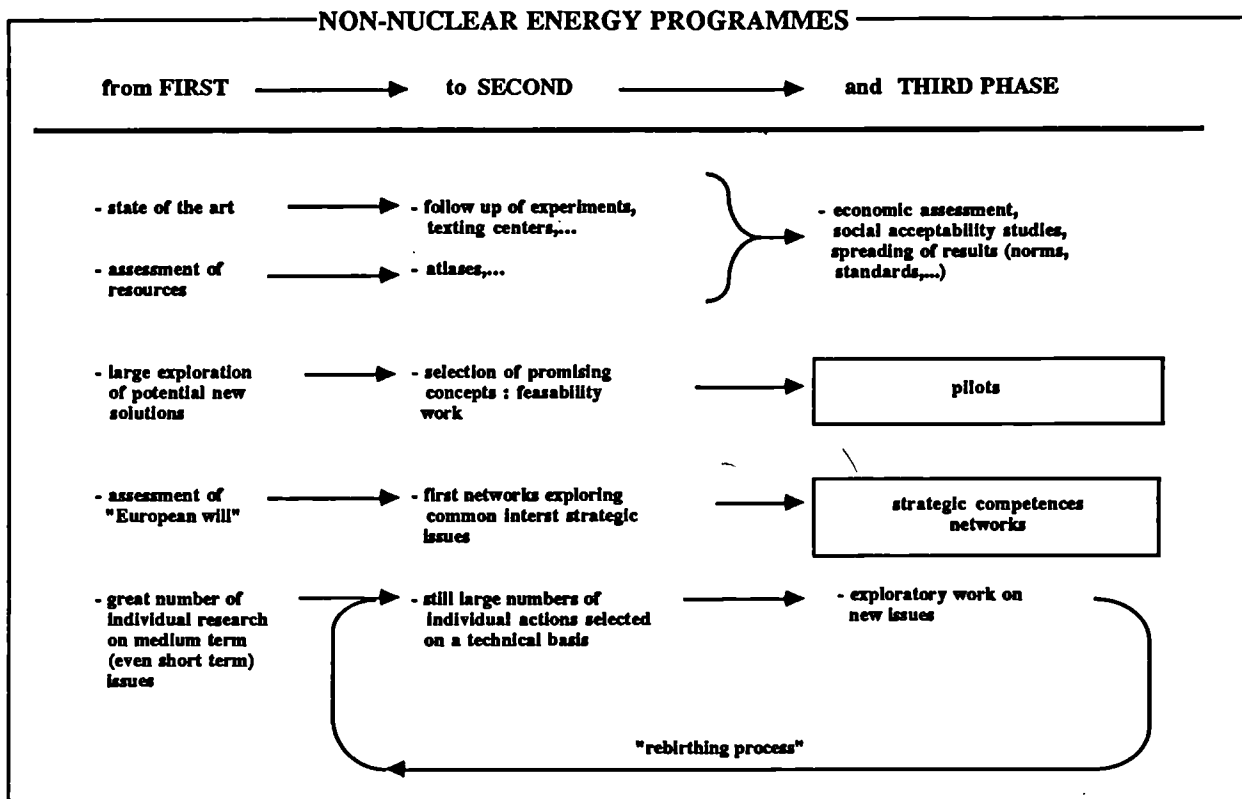 NON-NUCLEAR ENERGY PROGRAMMES
from FIRST
to SECOND
and THIRD PHASE
- state of the art
- follow up of experiments,
texting centers,...
- economic assessment,
social acceptability studies,
spreading of results (norms,
standards,...)
- assessment of
resources
- atlases,...
- large exploration
of potential new
solutions
- selection of promising
concepts : feasability
work
pilots
- assessment of
"European will"
- first networks exploring
common interst strategic
issues
strategic competences
networks
- great number of
individual research
on medium term
(even short term)
issues
- still large numbers of
individual actions selected
on a technical basis
- exploratory work on
new issues
"rebirthing process"